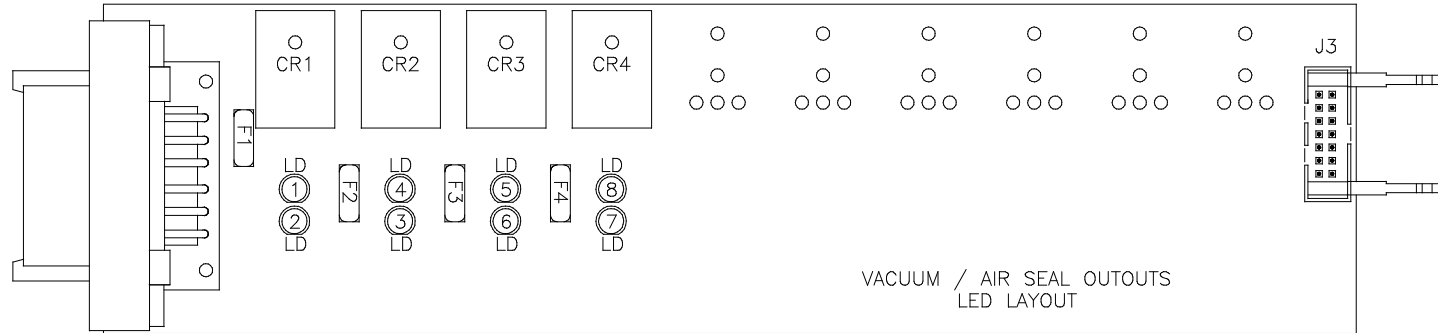 CR1 CR2 CR3 CR4 J3
F1
LD LD LD LD
1 F2 4 F3 5 F4 8
2 3 6 7
LD LD LD LD
VACUUM / AIR SEAL OUTOUTS
LED LAYOUT